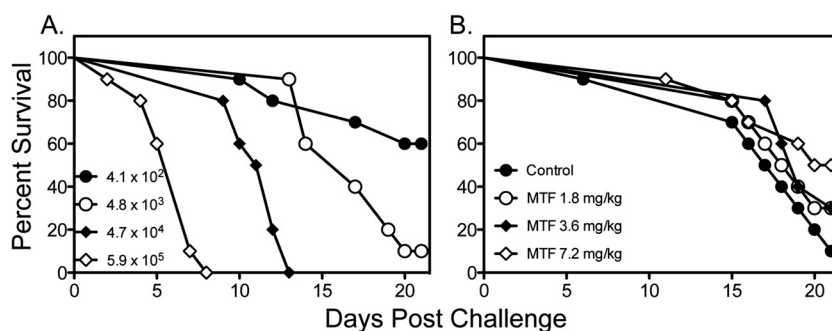 A.
B.
Percent Survival
100
80
60
40
20
0
4.1 x 10²
4.8 x 10³
4.7 x 10⁴
5.9 x 10⁵
0 5 10 15 20
Control
MTF 1.8 mg/kg
MTF 3.6 mg/kg
MTF 7.2 mg/kg
100
80
60
40
20
0
0 5 10 15 20
Days Post Challenge